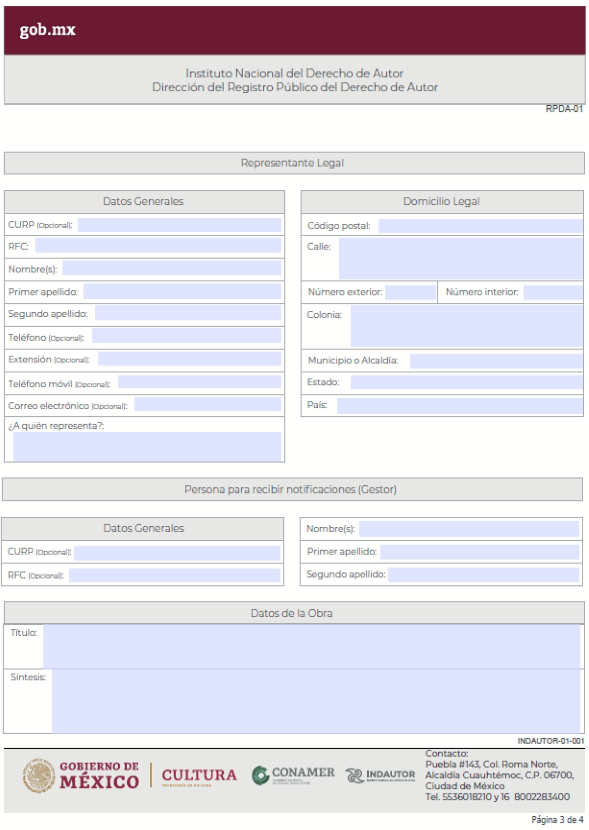 gob.mx
Instituto Nacional del Derecho de Autor
Dirección del Registro Público del Derecho de Autor
RPDA-01
Representante Legal
Datos Generales
CURP (Opcional):
RFC:
Nombre(s):
Primer apellido:
Segundo apellido:
Teléfono (Opcional):
Extensión (Opcional):
Teléfono móvil (Opcional):
Correo electrónico (Opcional):
¿A quién representa?:
Domicilio Legal
Código postal:
Calle:
Número exterior:
Número interior:
Colonia:
Municipio o Alcaldía:
Estado:
País:
Persona para recibir notificaciones (Gestor)
Datos Generales
CURP (Opcional):
RFC (Opcional):
Nombre(s):
Primer apellido:
Segundo apellido:
Datos de la Obra
Título:
Síntesis:
INDAUTOR-01-001
GOBIERNO DE
MÉXICO
CULTURA
SECRETARÍA DE CULTURA
CONAMER
INDAUTOR
Contacto:
Puebla #143, Col. Roma Norte,
Alcaldía Cuauhtémoc, C.P. 06700,
Ciudad de México
Tel. 5536018210 y 16 8002283400
Página 3 de 4